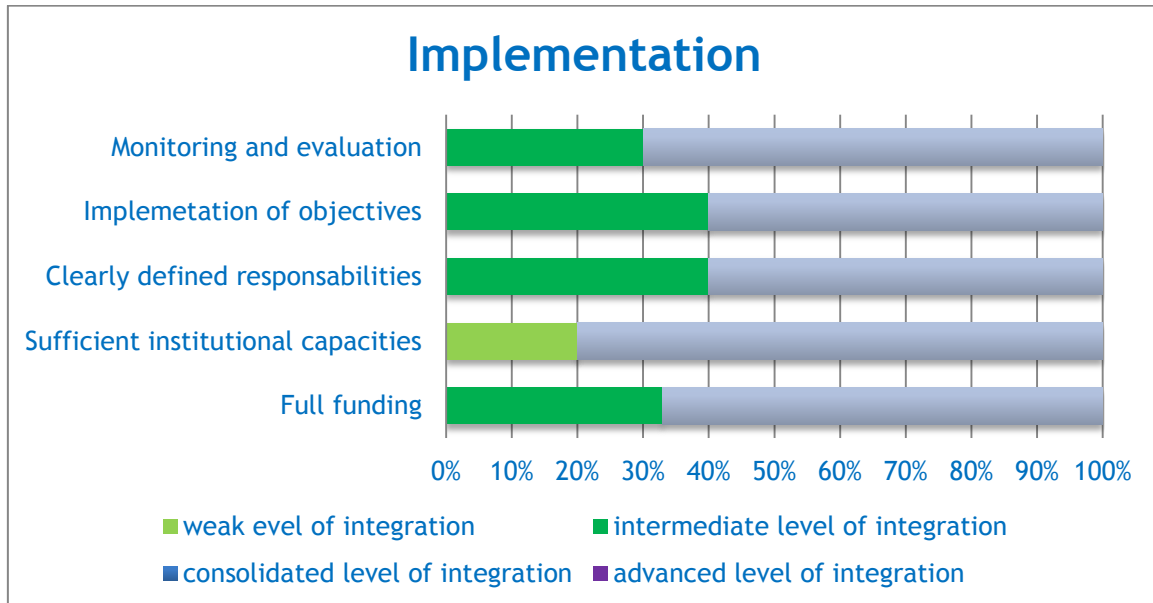 Implementation
Monitoring and evaluation
Implemetation of objectives
Clearly defined responsabilities
Sufficient institutional capacities
Full funding
0% 10% 20% 30% 40% 50% 60% 70% 80% 90% 100%
weak evel of integration intermediate level of integration
consolidated level of integration advanced level of integration